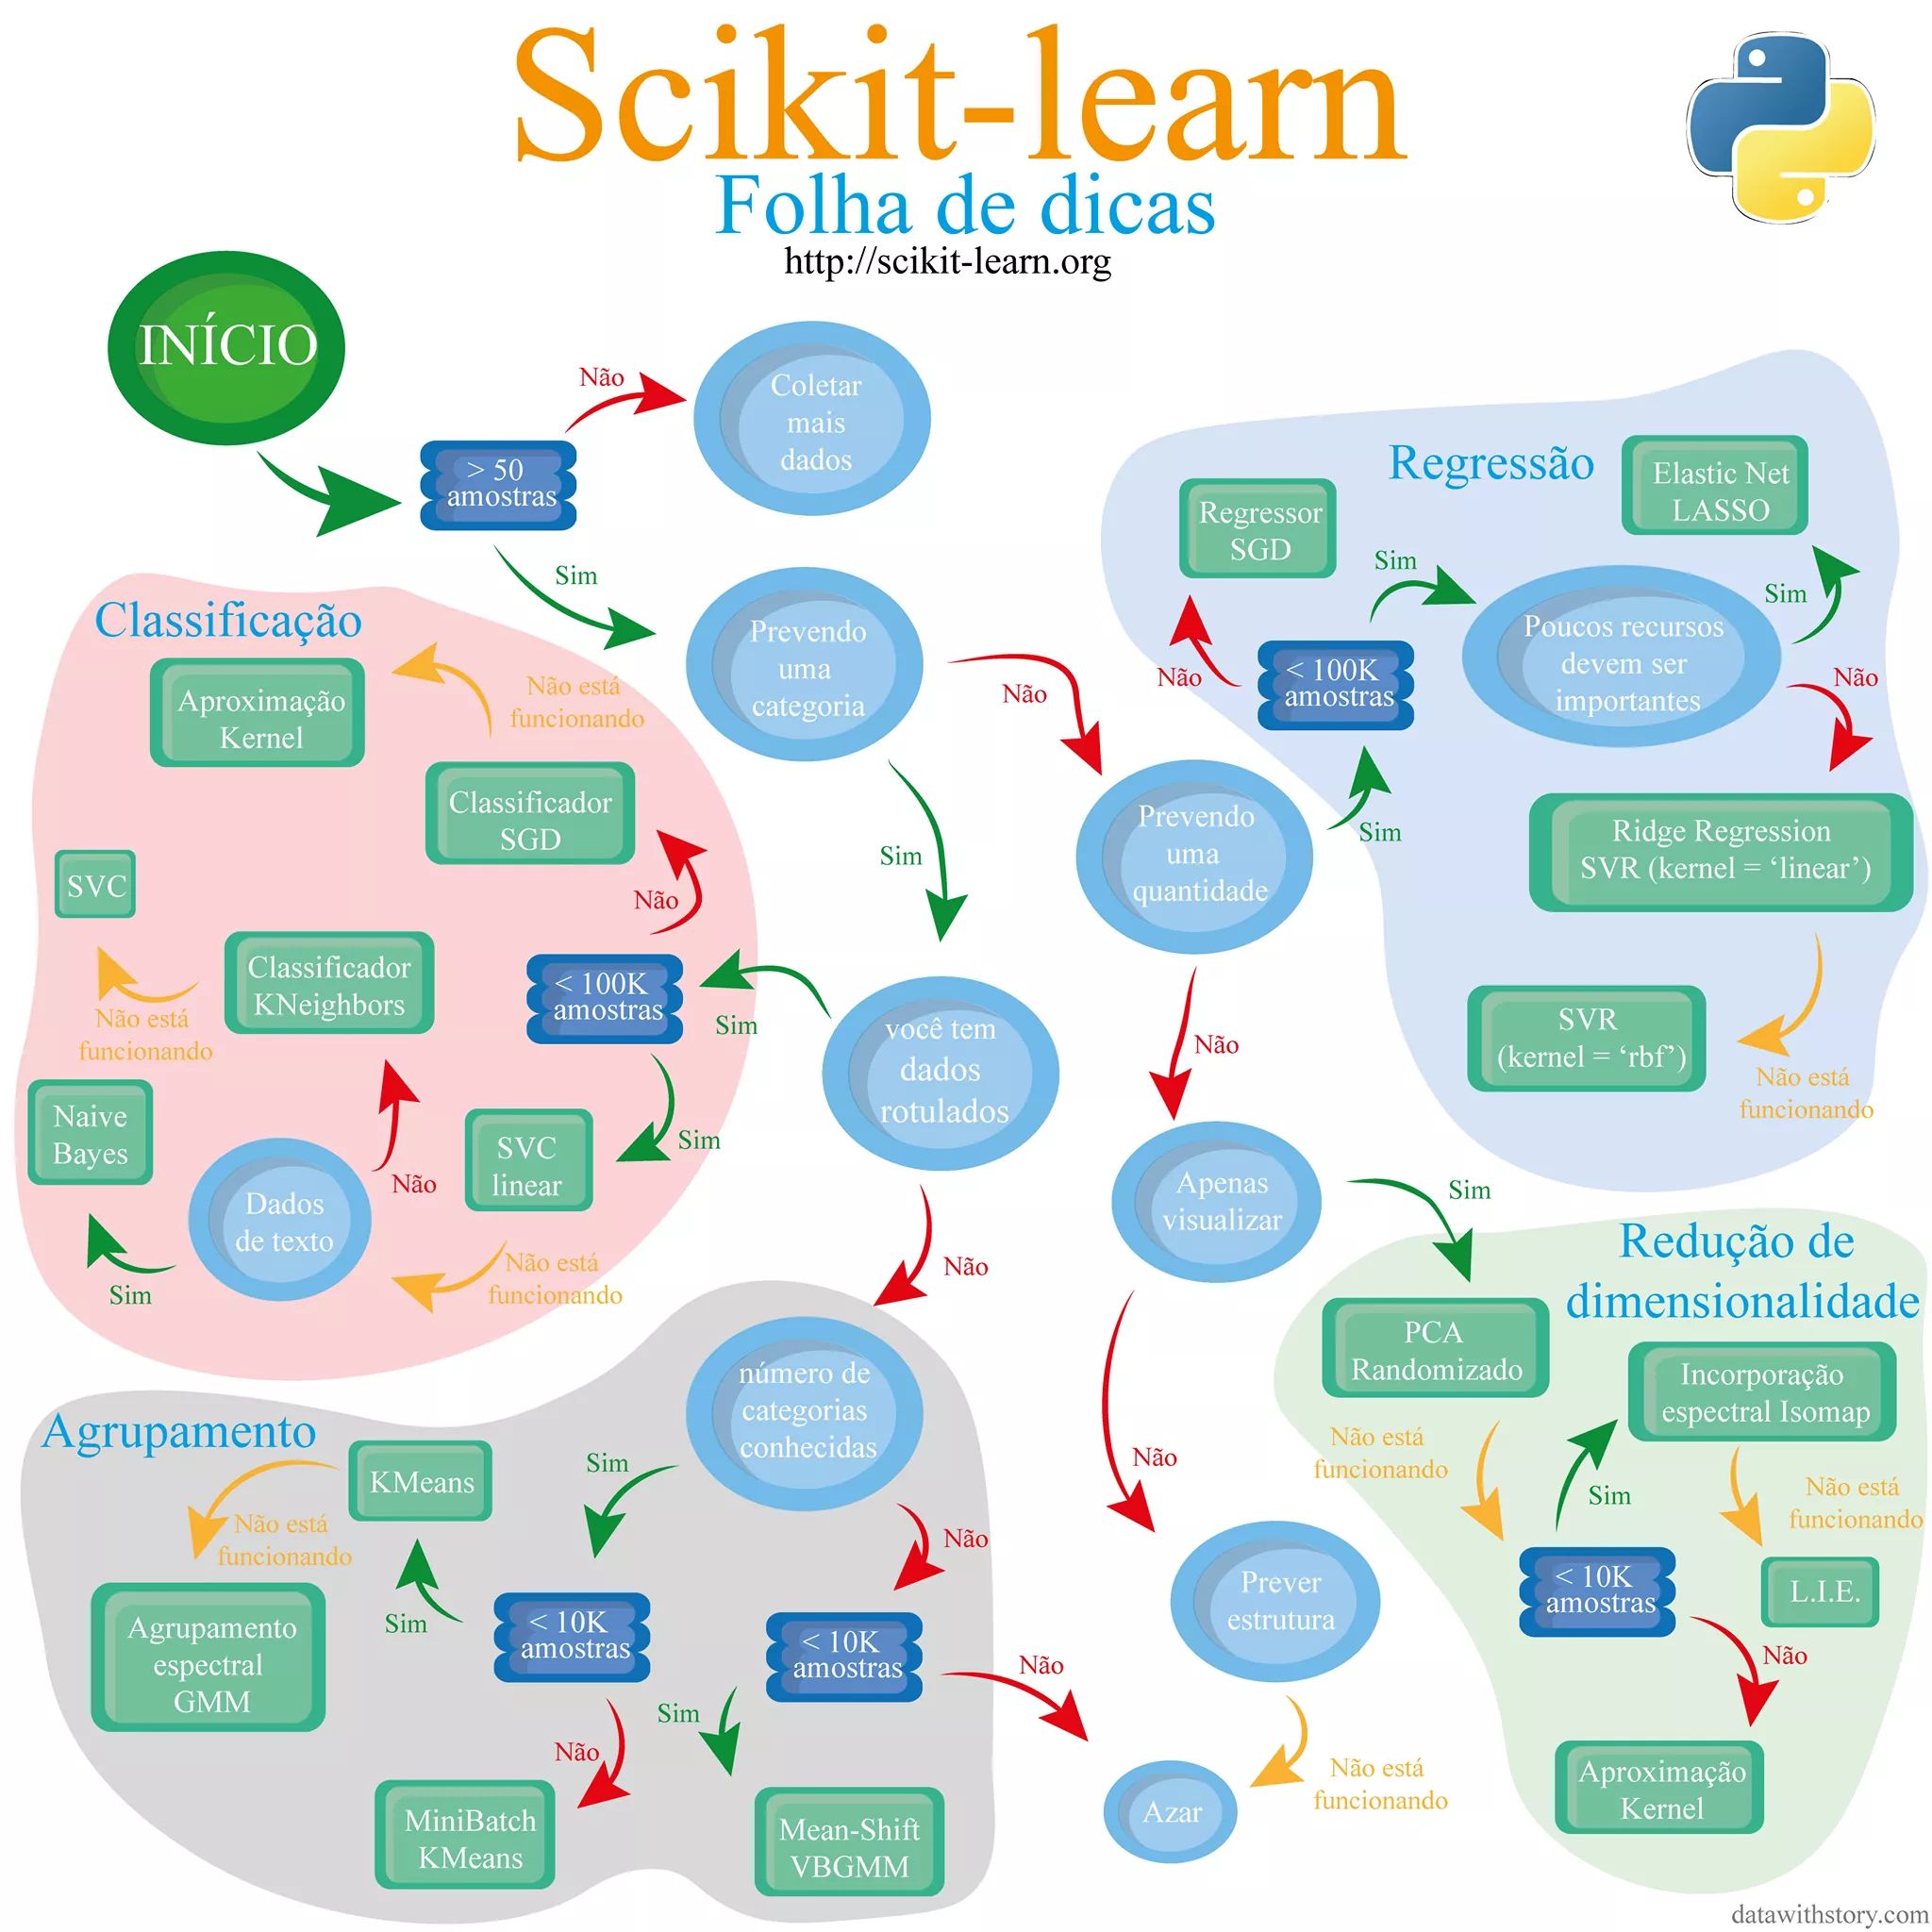 Scikit-learn
Folha de dicas
http://scikit-learn.org
INÍCIO
> 50
amostras
Não
Coletar
mais
dados
Sim
Prevendo
uma
categoria
Não
Sim
Prevendo
uma
quantidade
Sim
Não
você tem
dados
rotulados
Sim
Não
Apenas
visualizar
Sim
Não
Prever
estrutura
Não está
funcionando
Azar
Classificação
Aproximação
Kernel
Não está
funcionando
Classificador
SGD
Não
< 100K
amostras
Sim
SVC
linear
Não está
funcionando
Dados
de texto
Não
Sim
Classificador
KNeighbors
Não está
funcionando
SVC
Naive
Bayes
Regressão
Elastic Net
LASSO
Regressor
SGD
Sim
Sim
Não
< 100K
amostras
Poucos recursos
devem ser
importantes
Não
Ridge Regression
SVR (kernel = ‘linear’)
SVR
(kernel = ‘rbf’)
Não está
funcionando
Agrupamento
número de
categorias
conhecidas
Sim
Não
KMeans
Não está
funcionando
Agrupamento
espectral
GMM
Sim
< 10K
amostras
Não
MiniBatch
KMeans
< 10K
amostras
Não
Sim
Mean-Shift
VBGMM
Redução de
dimensionalidade
PCA
Randomizado
Incorporação
espectral Isomap
Não está
funcionando
Sim
Não está
funcionando
< 10K
amostras
L.I.E.
Não
Aproximação
Kernel
datawithstory.com